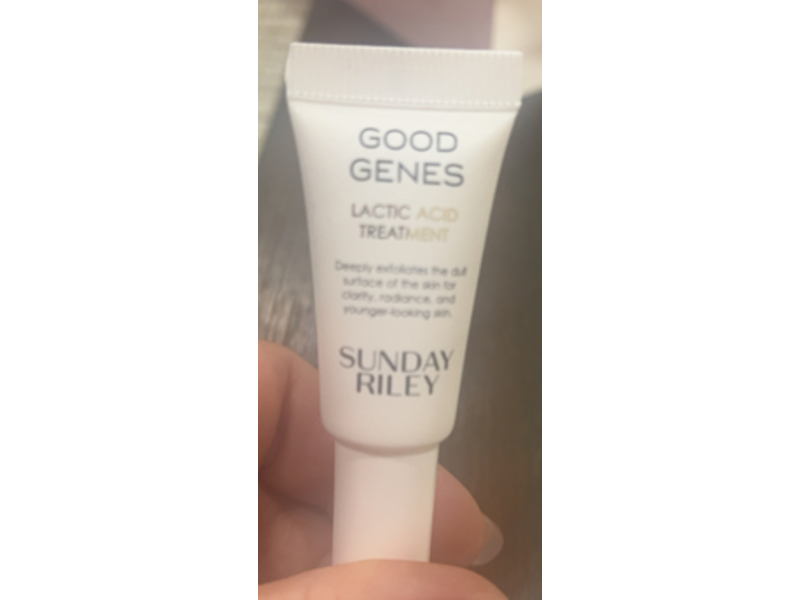 GOOD
GENES
LACTIC ACID
TREATMENT
Deeply exfoliates the dull
surface of the skin for
clarity, radiance, and
younger-looking skin.
SUNDAY
RILEY